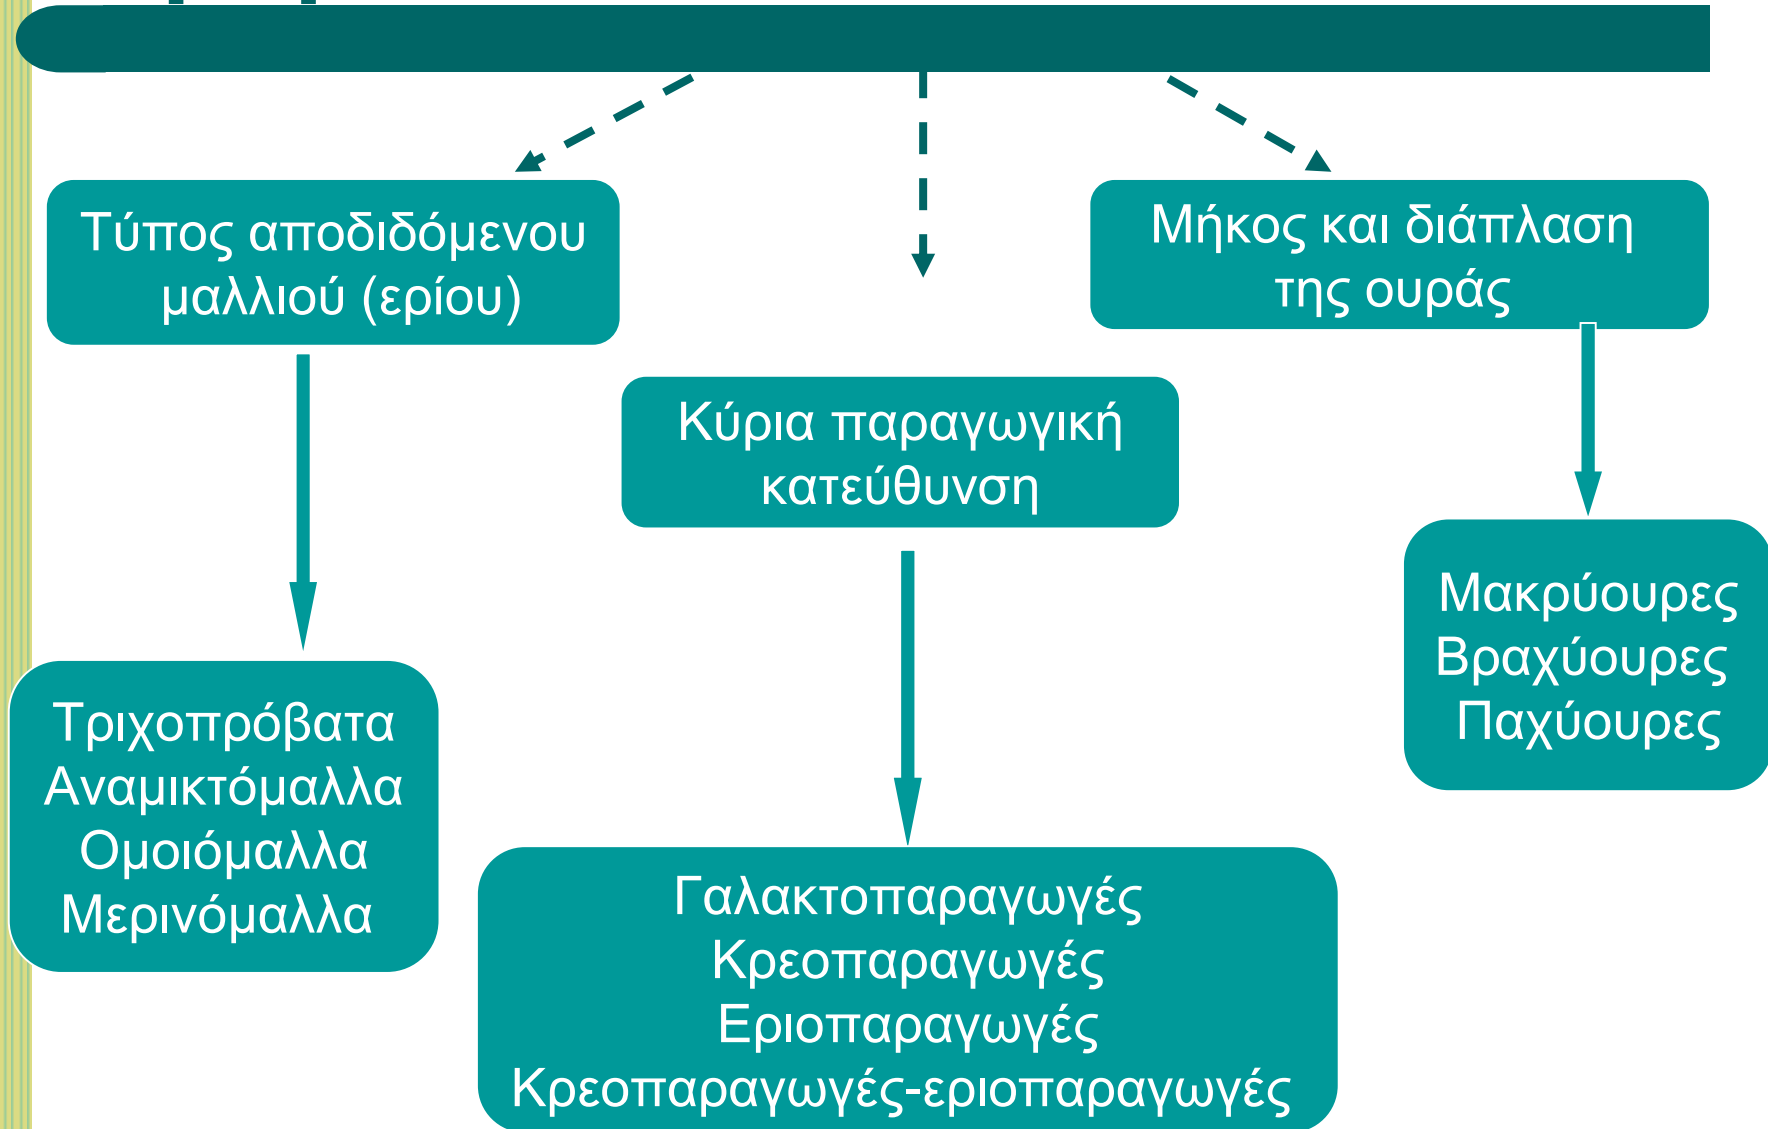 Τύπος αποδιδόμενου
μαλλιού (ερίου)
Μήκος και διάπλαση
της ουράς
Κύρια παραγωγική
κατεύθυνση
Μακρύουρες
Βραχύουρες
Παχύουρες
Τριχοπρόβατα
Αναμικτόμαλλα
Ομοιόμαλλα
Μερινόμαλλα
Γαλακτοπαραγωγές
Κρεοπαραγωγές
Εριοπαραγωγές
Κρεοπαραγωγές-εριοπαραγωγές